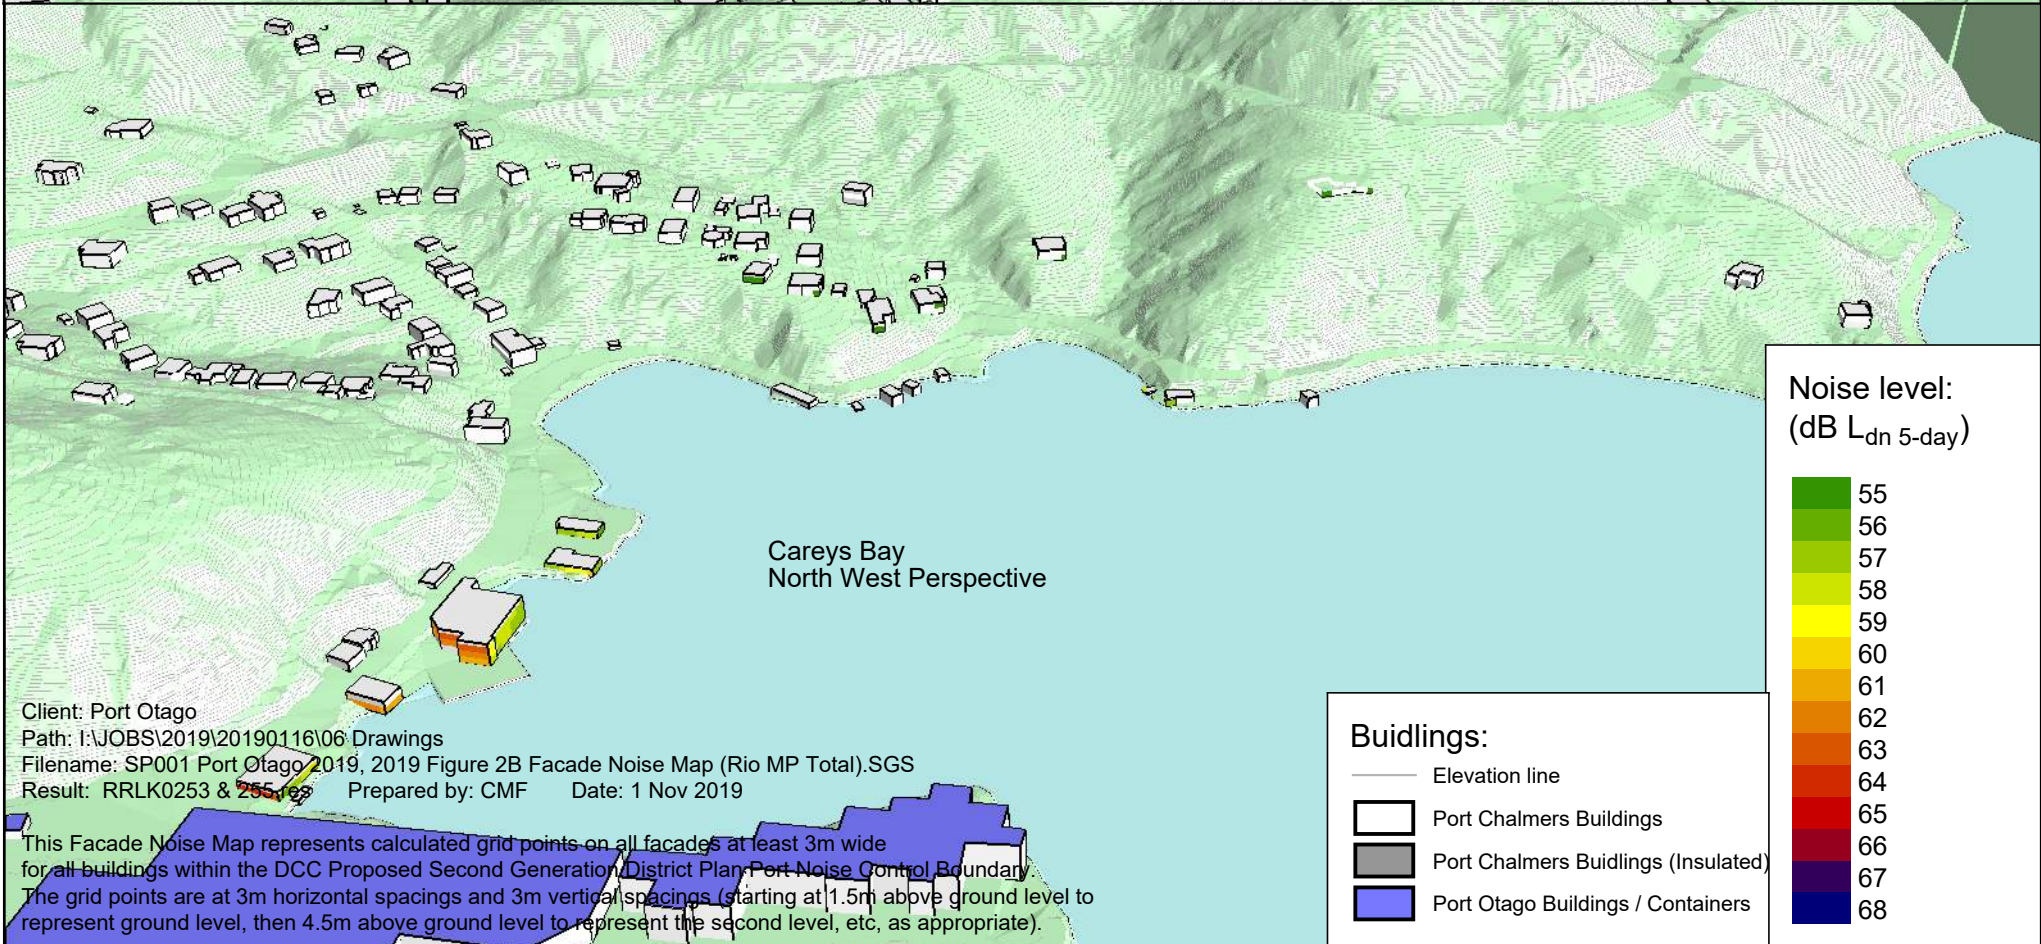 Careys Bay
North West Perspective
Noise level:
(dB Ldn 5-day)
55
56
57
58
59
60
61
62
63
64
65
66
67
68
Client: Port Otago
Path: I:\JOBS\2019\20190116\06 Drawings
Filename: SP001 Port Otago 2019, 2019 Figure 2B Facade Noise Map (Rio MP Total).SGS
Result: RRLK0253 & 255.res Prepared by: CMF Date: 1 Nov 2019
This Facade Noise Map represents calculated grid points on all facades at least 3m wide
for all buildings within the DCC Proposed Second Generation District Plan Port Noise Control Boundary.
The grid points are at 3m horizontal spacings and 3m vertical spacings (starting at 1.5m above ground level to
represent ground level, then 4.5m above ground level to represent the second level, etc, as appropriate).
Buidlings:
Elevation line
Port Chalmers Buildings
Port Chalmers Buidlings (Insulated)
Port Otago Buildings / Containers